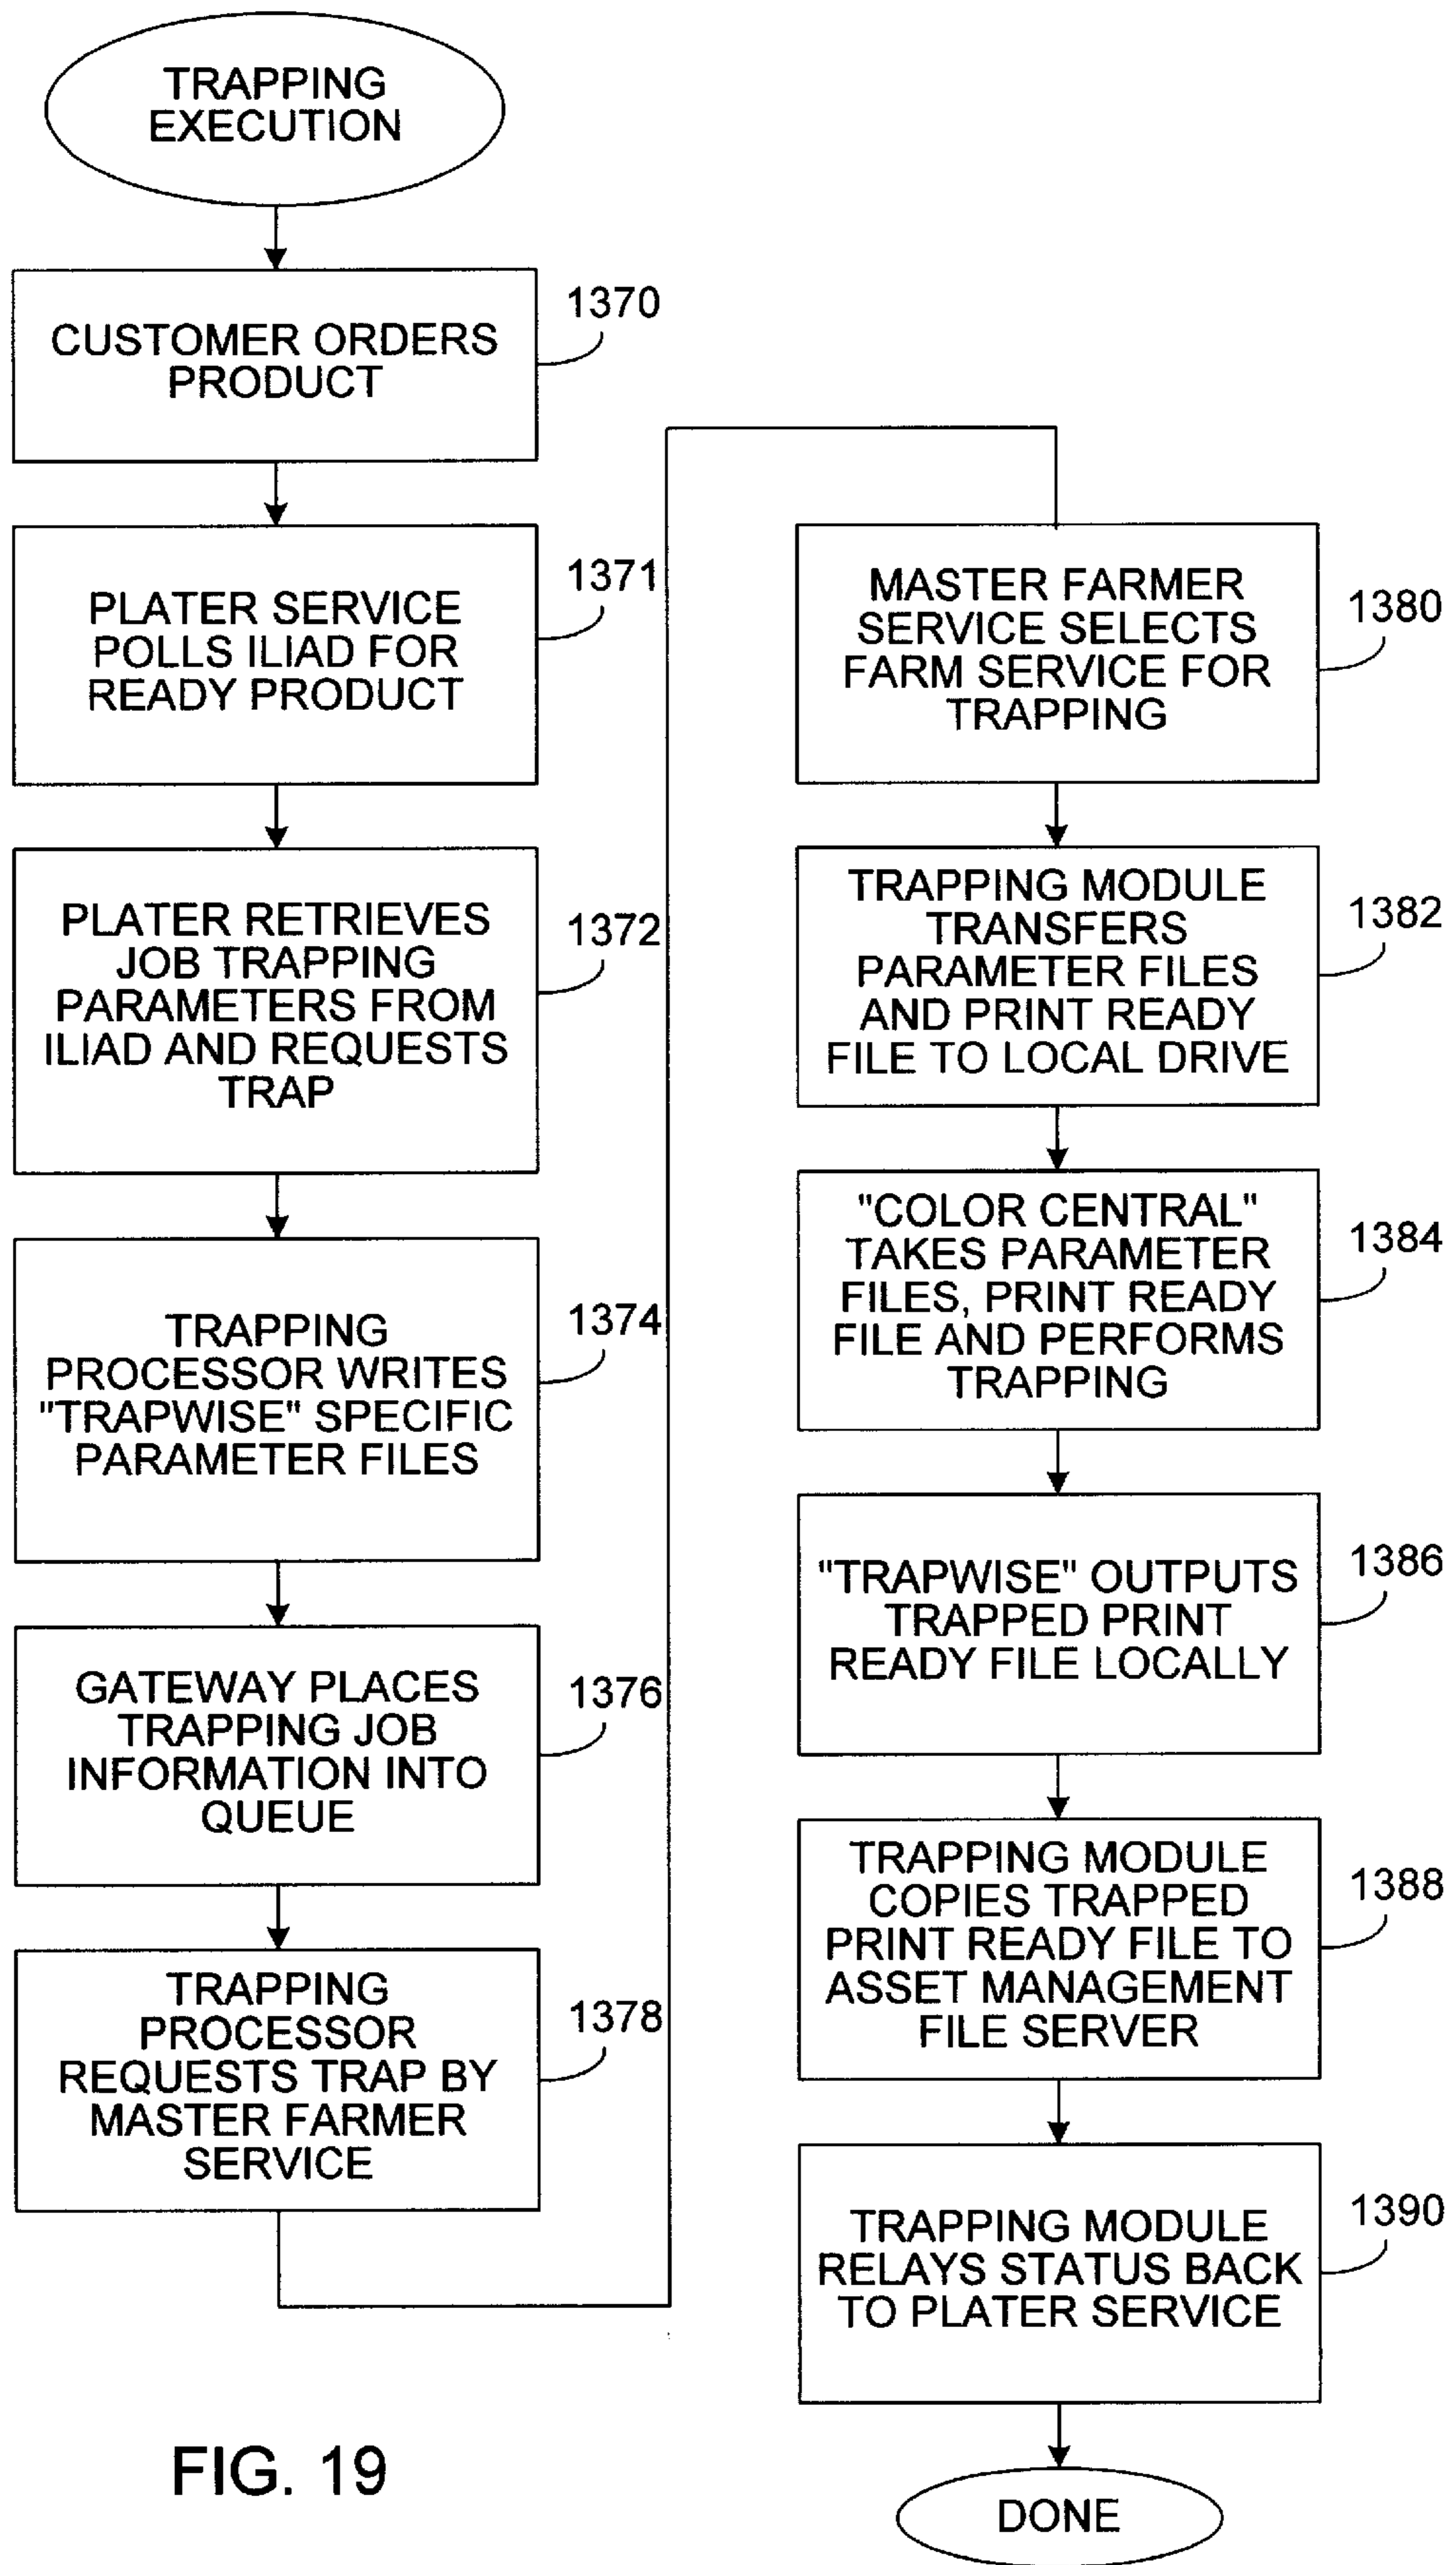 TRAPPING
EXECUTION
1370
CUSTOMER ORDERS
PRODUCT
1371
PLATER SERVICE
POLLS ILIAD FOR
READY PRODUCT
1372
PLATER RETRIEVES
JOB TRAPPING
PARAMETERS FROM
ILIAD AND REQUESTS
TRAP
1374
TRAPPING
PROCESSOR WRITES
"TRAPWISE" SPECIFIC
PARAMETER FILES
1376
GATEWAY PLACES
TRAPPING JOB
INFORMATION INTO
QUEUE
1378
TRAPPING
PROCESSOR
REQUESTS TRAP BY
MASTER FARMER
SERVICE
1380
MASTER FARMER
SERVICE SELECTS
FARM SERVICE FOR
TRAPPING
1382
TRAPPING MODULE
TRANSFERS
PARAMETER FILES
AND PRINT READY
FILE TO LOCAL DRIVE
1384
"COLOR CENTRAL"
TAKES PARAMETER
FILES, PRINT READY
FILE AND PERFORMS
TRAPPING
1386
"TRAPWISE" OUTPUTS
TRAPPED PRINT
READY FILE LOCALLY
1388
TRAPPING MODULE
COPIES TRAPPED
PRINT READY FILE TO
ASSET MANAGEMENT
FILE SERVER
1390
TRAPPING MODULE
RELAYS STATUS BACK
TO PLATER SERVICE
DONE
FIG. 19